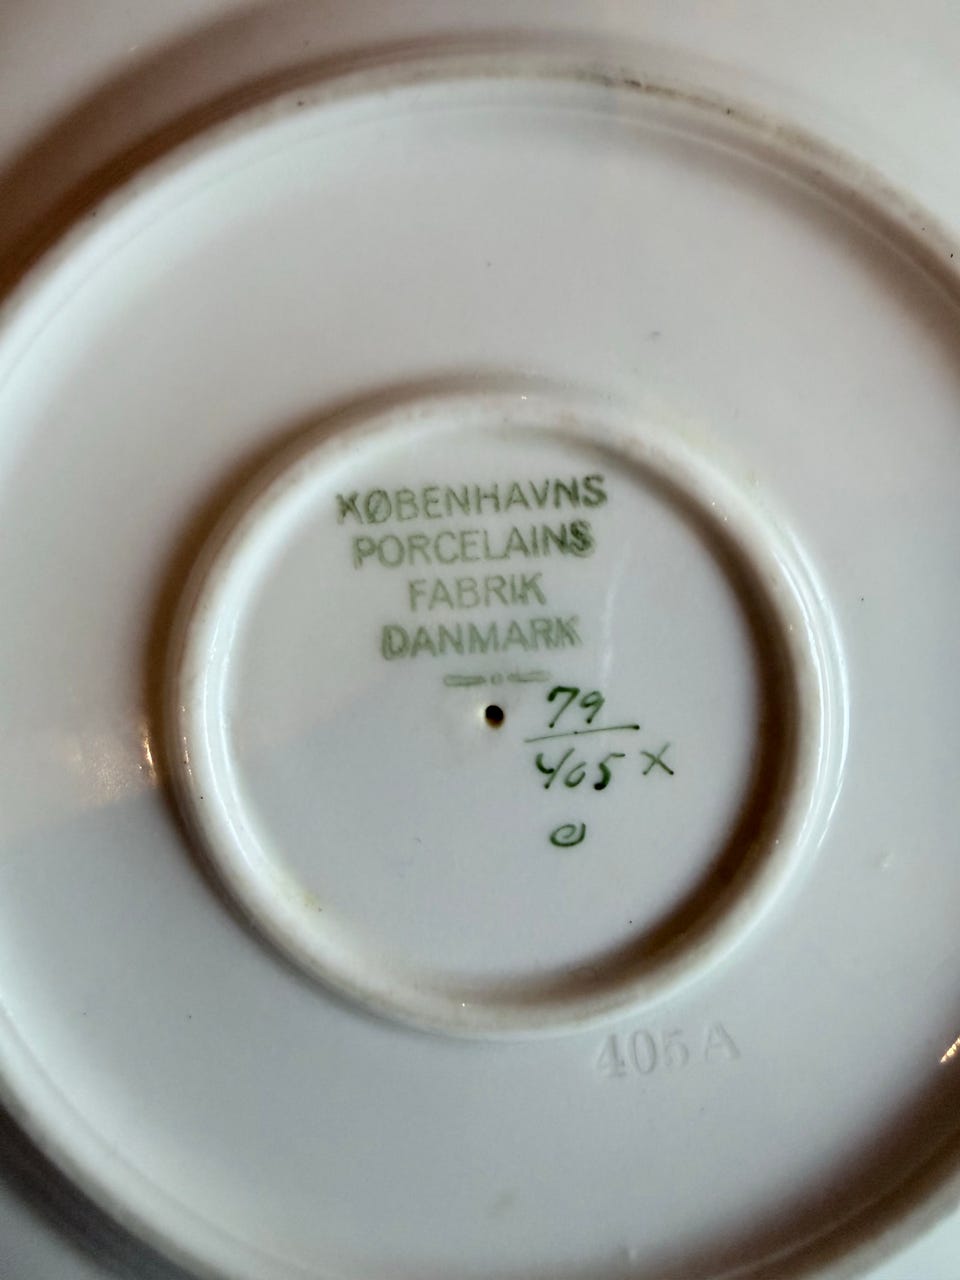 KØBENHAVNS
PORCELAINS
FABRIK
DANMARK
79
405 X
405 A